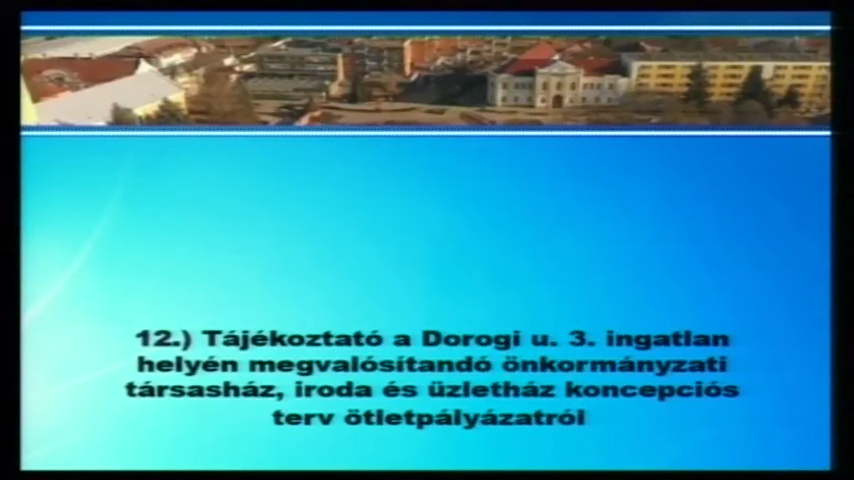 12.) Tájékoztató a Dorogi u. 3. ingatlan
helyén megvalósítandó önkormányzati
társasház, iroda és üzletház koncepciós
terv ötletpályázatról